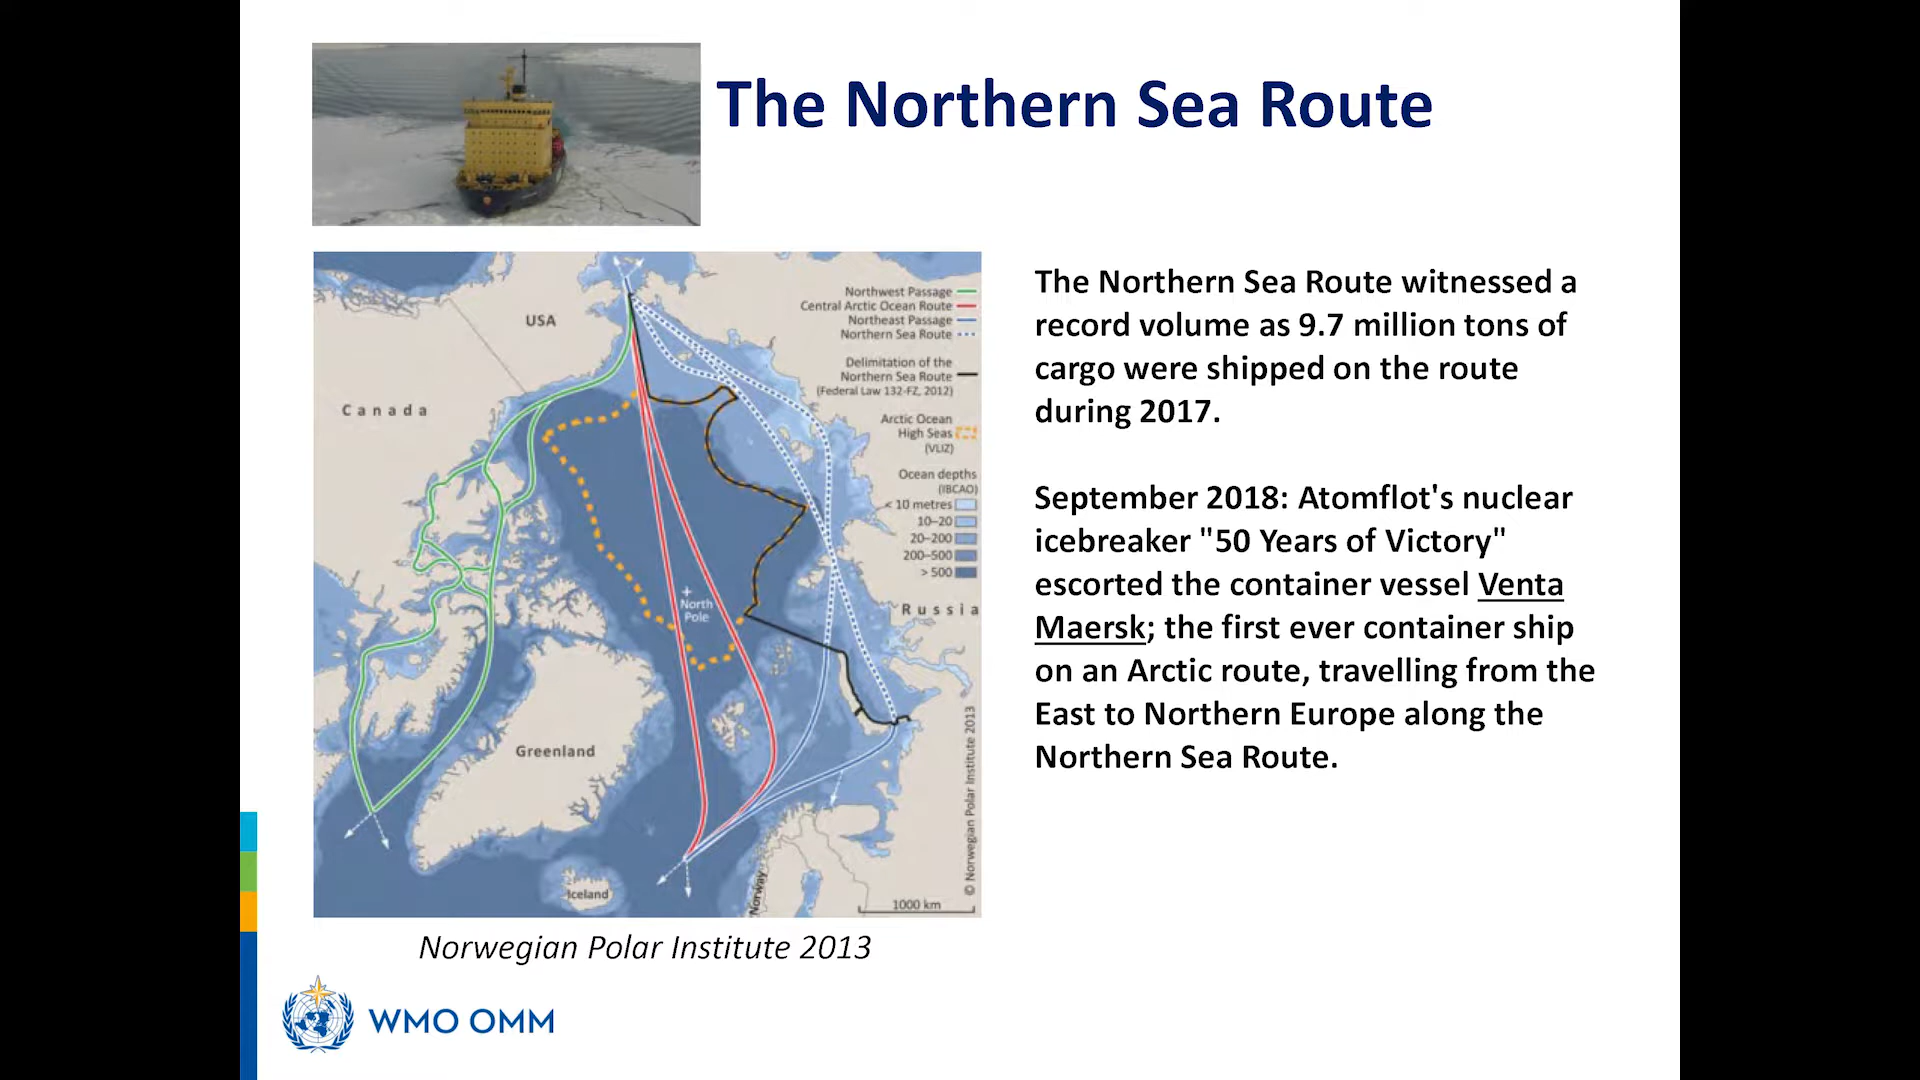 The Northern Sea Route
Northwest Passage
Central Arctic Ocean Route
Northeast Passage
Northern Sea Route
Delimitation of the
Northern Sea Route
(Federal Law 132-FZ, 2012)
Arctic Ocean
High Seas
(VLIZ)
Ocean depths
(IBCAO)
< 10 metres
10–20
20–200
200–500
> 500
USA
Canada
North
Pole
Russia
Greenland
Iceland
Norway
1000 km
© Norwegian Polar Institute 2013
Norwegian Polar Institute 2013
The Northern Sea Route witnessed a
record volume as 9.7 million tons of
cargo were shipped on the route
during 2017.
September 2018: Atomflot's nuclear
icebreaker "50 Years of Victory"
escorted the container vessel Venta
Maersk; the first ever container ship
on an Arctic route, travelling from the
East to Northern Europe along the
Northern Sea Route.
WMO OMM